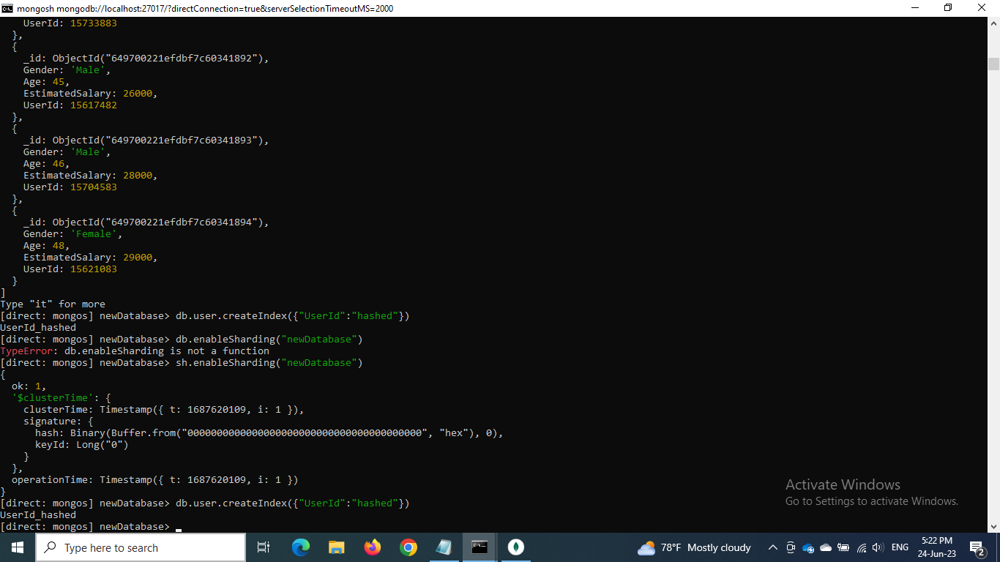 mongosh mongodb://localhost:27017/?directConnection=true&serverSelectionTimeoutMS=2000
UserId: 15733883
},
{
_id: ObjectId("649700221efdbf7c60341892"),
Gender: 'Male',
Age: 45,
EstimatedSalary: 26000,
UserId: 15617482
},
{
_id: ObjectId("649700221efdbf7c60341893"),
Gender: 'Male',
Age: 46,
EstimatedSalary: 28000,
UserId: 15704583
},
{
_id: ObjectId("649700221efdbf7c60341894"),
Gender: 'Female',
Age: 48,
EstimatedSalary: 29000,
UserId: 15621083
}
]
Type "it" for more
[direct: mongos] newDatabase> db.user.createIndex({"UserId":"hashed"})
UserId_hashed
[direct: mongos] newDatabase> db.enableSharding("newDatabase")
TypeError: db.enableSharding is not a function
[direct: mongos] newDatabase> sh.enableSharding("newDatabase")
{
ok: 1,
'$clusterTime': {
clusterTime: Timestamp({ t: 1687620109, i: 1 }),
signature: {
hash: Binary(Buffer.from("0000000000000000000000000000000000000000", "hex"), 0),
keyId: Long("0")
}
},
operationTime: Timestamp({ t: 1687620109, i: 1 })
}
[direct: mongos] newDatabase> db.user.createIndex({"UserId":"hashed"})
UserId_hashed
[direct: mongos] newDatabase>
Activate Windows
Go to Settings to activate Windows.
Type here to search
78°F Mostly cloudy
ENG
5:22 PM
24-Jun-23
2